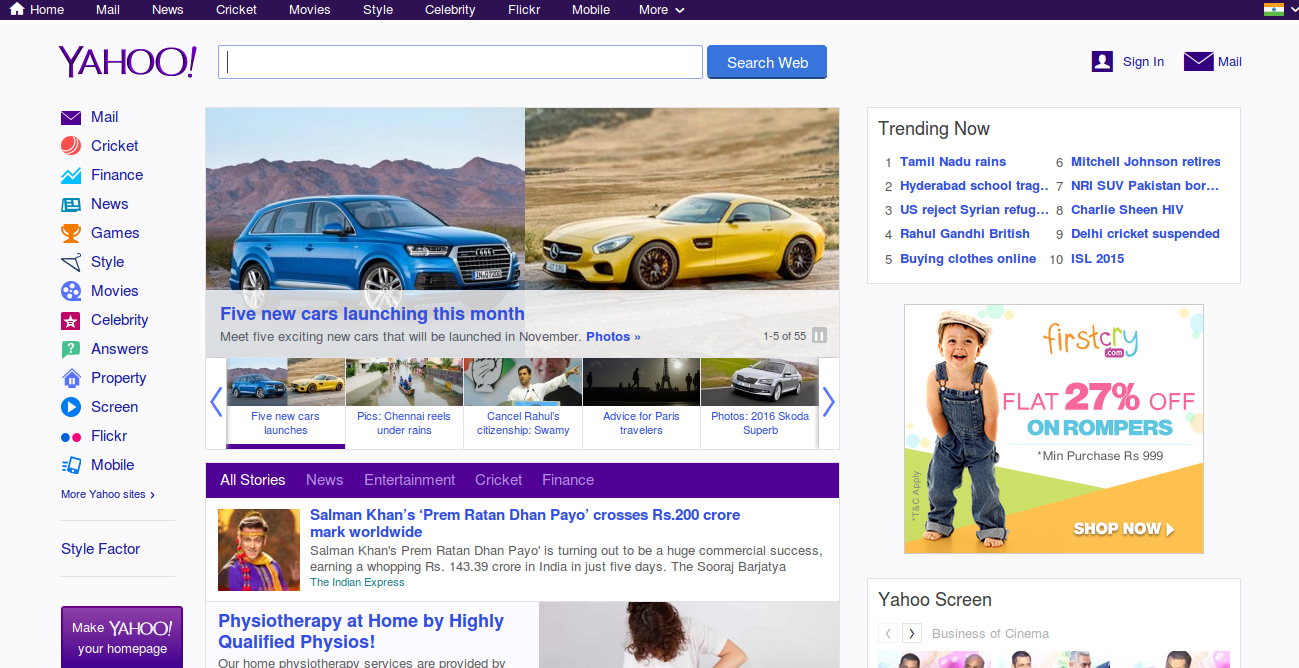 Home Mail News Cricket Movies Style Celebrity Flickr Mobile More
YAHOO!
Search Web
Sign In Mail
Mail
Cricket
Finance
News
Games
Style
Movies
Celebrity
Answers
Property
Screen
Flickr
Mobile
More Yahoo sites ›
Style Factor
Make YAHOO!
your homepage
IN Q 7200
Five new cars launching this month
Meet five exciting new cars that will be launched in November. Photos »
1-5 of 55
Five new cars
launches
Pics: Chennai reels
under rains
Cancel Rahul's
citizenship: Swamy
Advice for Paris
travelers
Photos: 2016 Skoda
Superb
All Stories News Entertainment Cricket Finance
Salman Khan's ‘Prem Ratan Dhan Payo’ crosses Rs.200 crore
mark worldwide
Salman Khan's Prem Ratan Dhan Payo' is turning out to be a huge commercial success,
earning a whopping Rs. 143.39 crore in India in just five days. The Sooraj Barjatya
The Indian Express
Physiotherapy at Home by Highly
Qualified Physios!
Our home physiotherapy services are provided by
Trending Now
1 Tamil Nadu rains
2 Hyderabad school trag...
3 US reject Syrian refug...
4 Rahul Gandhi British
5 Buying clothes online
6 Mitchell Johnson retires
7 NRI SUV Pakistan bor...
8 Charlie Sheen HIV
9 Delhi cricket suspended
10 ISL 2015
firstcry
.com
FLAT 27% OFF
ON ROMPERS
*Min Purchase Rs 999
*T&C Apply
SHOP NOW
Yahoo Screen
‹ › Business of Cinema